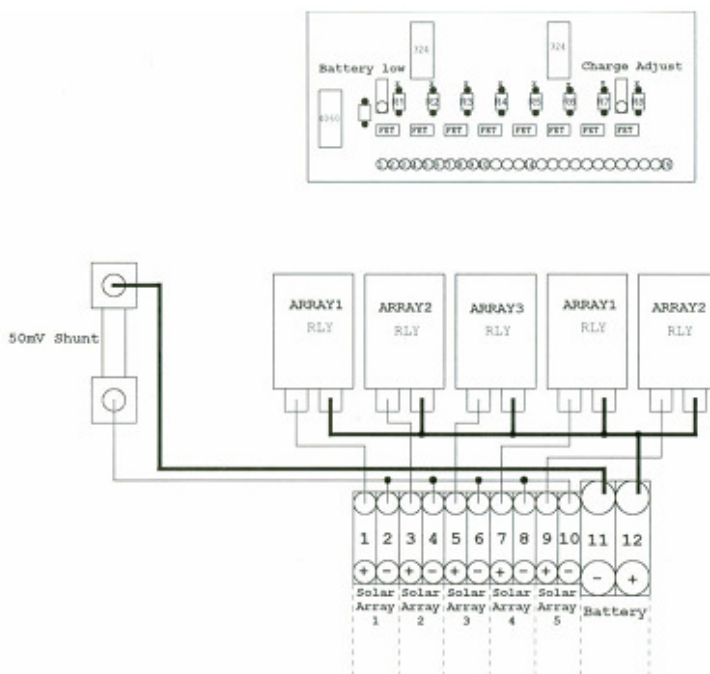 324 324
Battery low Charge Adjust
R1 R2 R3 R4 R5 R6 R7 R8
FET FET FET FET FET FET FET FET
50mV Shunt
ARRAY1 ARRAY2 ARRAY3 ARRAY1 ARRAY2
RLY RLY RLY RLY RLY
1 2 3 4 5 6 7 8 9 10 11 12
+ - + - + - + - + - - +
Solar Solar Solar Solar Solar Battery
Array Array Array Array Array
1 2 3 4 5